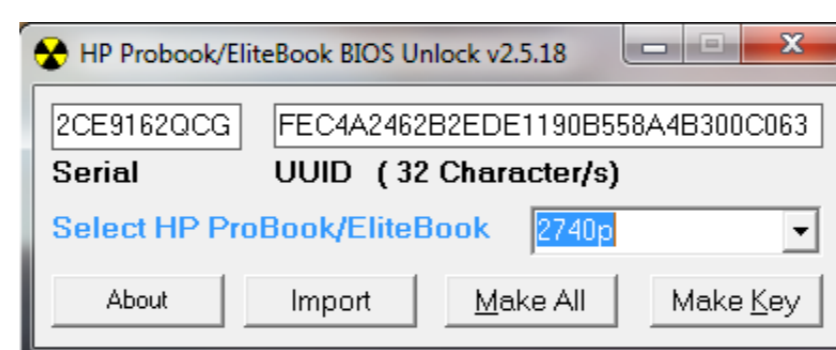 HP Probook/EliteBook BIOS Unlock v2.5.18
2CE9162QCG FEC4A2462B2EDE1190B558A4B300C063
Serial UUID ( 32 Character/s)
Select HP ProBook/EliteBook 2740p
About Import Make All Make Key